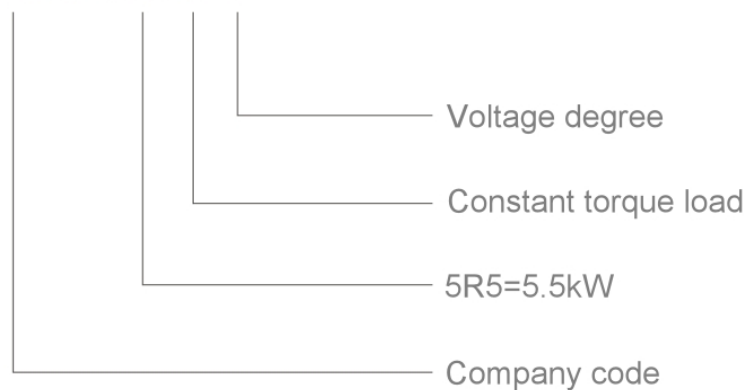 Voltage degree
Constant torque load
5R5=5.5kW
Company code